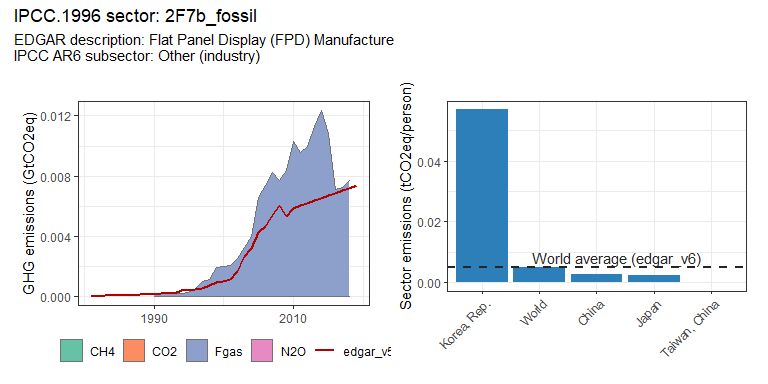 IPCC.1996 sector: 2F7b_fossil
EDGAR description: Flat Panel Display (FPD) Manufacture
IPCC AR6 subsector: Other (industry)
GHG emissions (GtCO2eq)
0.012
0.008
0.004
0.000
1990
2010
CH4
CO2
Fgas
N2O
edgar_v6
Sector emissions (tCO2eq/person)
0.04
0.02
0.00
World average (edgar_v6)
Korea, Rep.
World
China
Japan
Taiwan, China